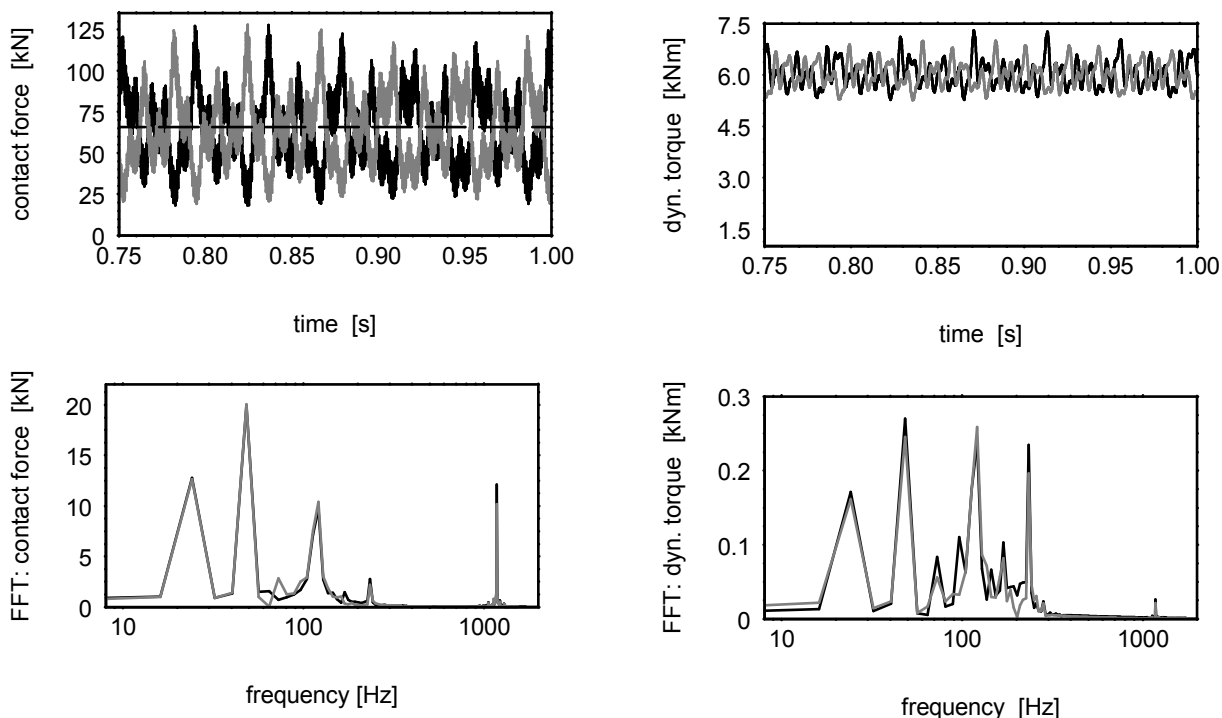 contact force [kN]
125
100
75
50
25
0
0.75 0.80 0.85 0.90 0.95 1.00
time [s]
dyn. torque [kNm]
7.5
6.0
4.5
3.0
1.5
0.75 0.80 0.85 0.90 0.95 1.00
time [s]
FFT: contact force [kN]
20
15
10
5
0
10 100 1000
frequency [Hz]
FFT: dyn. torque [kNm]
0.3
0.2
0.1
0
10 100 1000
frequency [Hz]